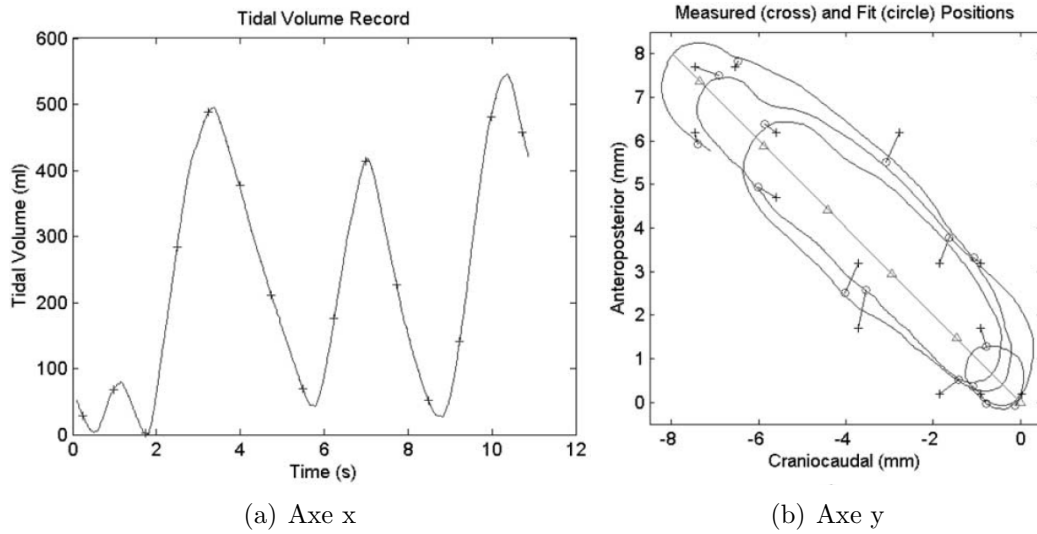 Tidal Volume Record
600
500
400
300
200
100
0
Tidal Volume (ml)
0 2 4 6 8 10 12
Time (s)
(a) Axe x
Measured (cross) and Fit (circle) Positions
8
7
6
5
4
3
2
1
0
Anteroposterior (mm)
-8 -6 -4 -2 0
Craniocaudal (mm)
(b) Axe y